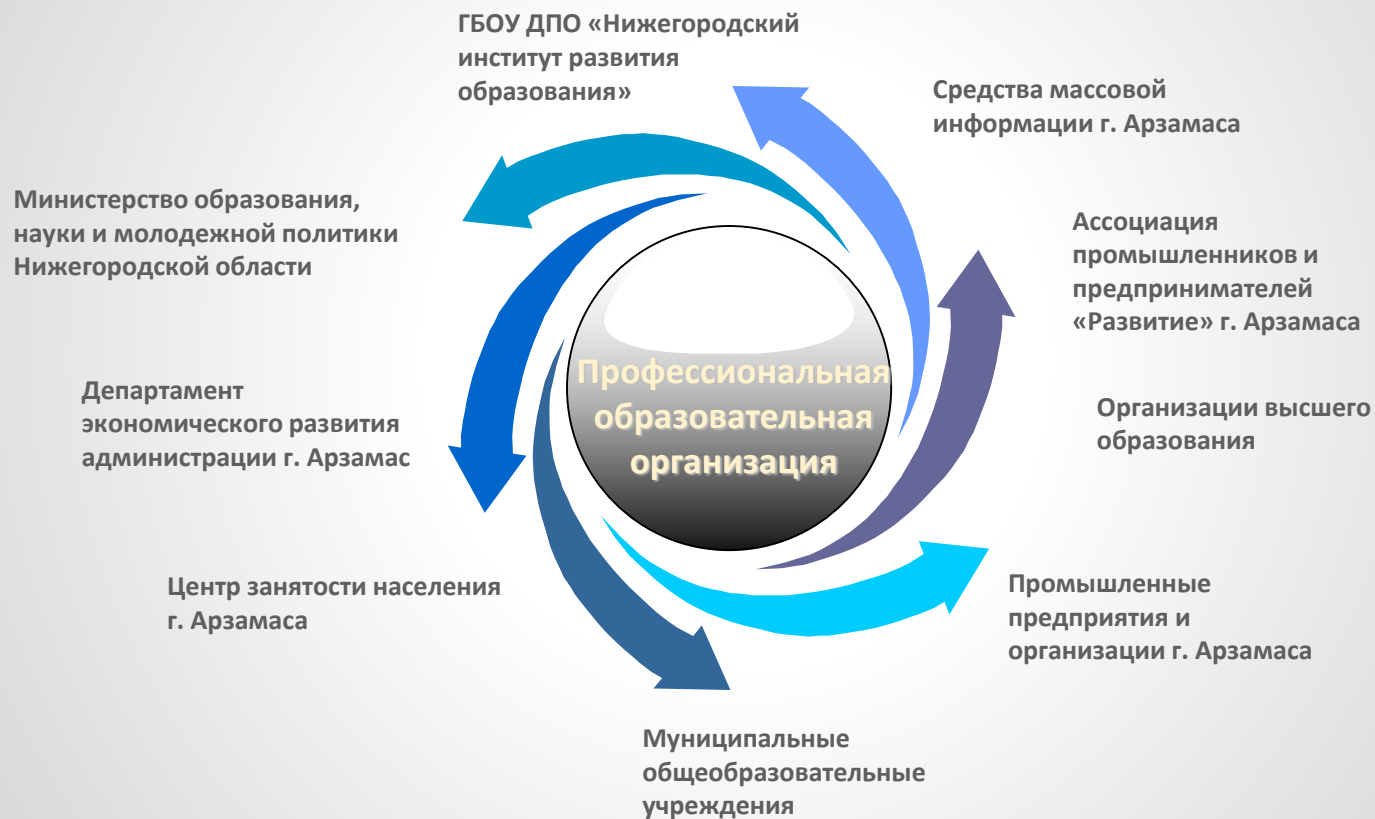 ГБОУ ДПО «Нижегородский
институт развития
образования»
Средства массовой
информации г. Арзамаса
Министерство образования,
науки и молодежной политики
Нижегородской области
Ассоциация
промышленников и
предпринимателей
«Развитие» г. Арзамаса
Профессиональная
образовательная
организация
Департамент
экономического развития
администрации г. Арзамас
Организации высшего
образования
Центр занятости населения
г. Арзамаса
Промышленные
предприятия и
организации г. Арзамаса
Муниципальные
общеобразовательные
учреждения